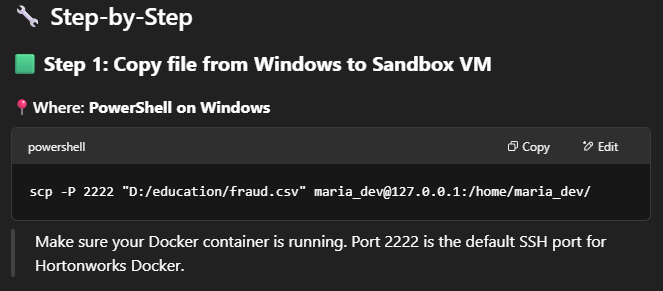 🔧 Step-by-Step
🟩 Step 1: Copy file from Windows to Sandbox VM
📍Where: PowerShell on Windows
powershell Copy Edit
scp -P 2222 "D:/education/fraud.csv" maria_dev@127.0.0.1:/home/maria_dev/
Make sure your Docker container is running. Port 2222 is the default SSH port for
Hortonworks Docker.